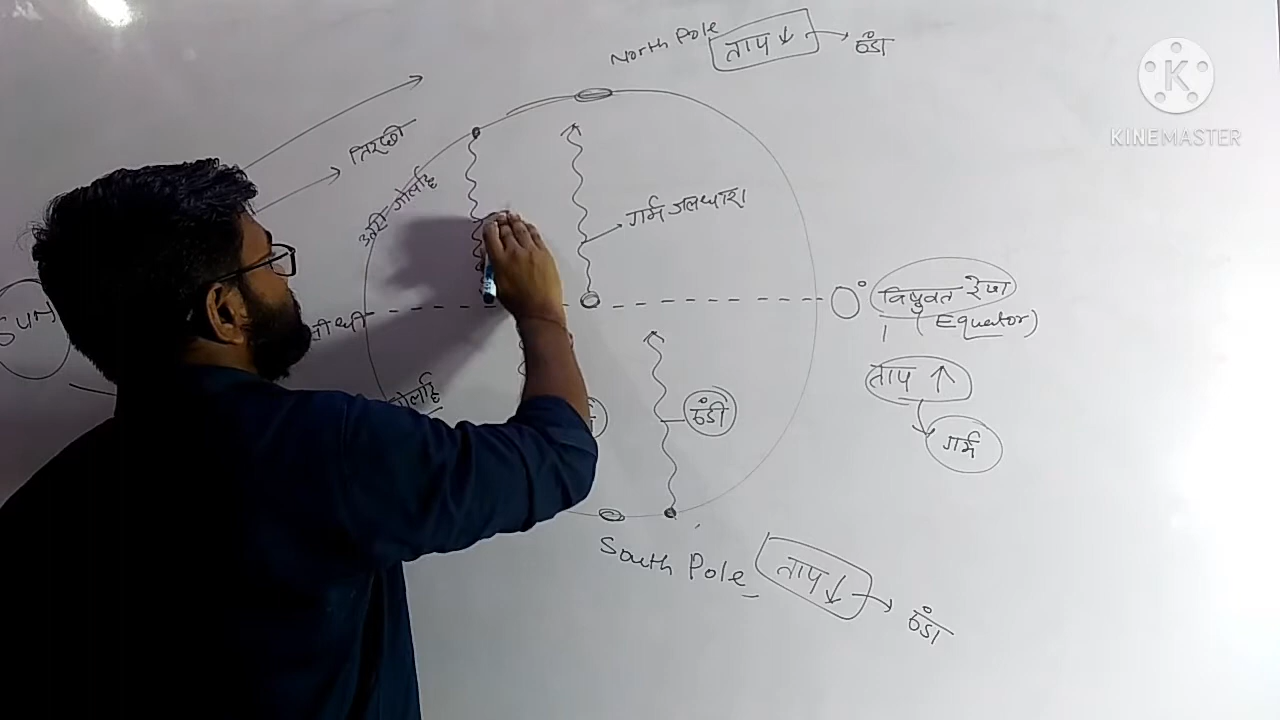 North Pole ताप ↓ → ठंडा
KINEMASTER
तिरछी
उत्तरी गोलार्द्ध
गर्म जलधारा
SUN
सीधी
0° विषुवत रेखा
(Equator)
ताप ↑
गर्म
गोलार्द्ध
ठंडी
South Pole ताप ↓ → ठंडा